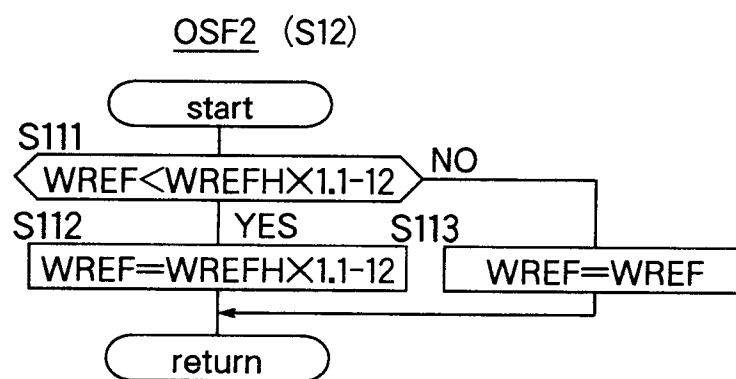 OSF2 (S12)
start
S111
WREF<WREFH×1.1-12
NO
S112
YES
S113
WREF=WREFH×1.1-12
WREF=WREF
return